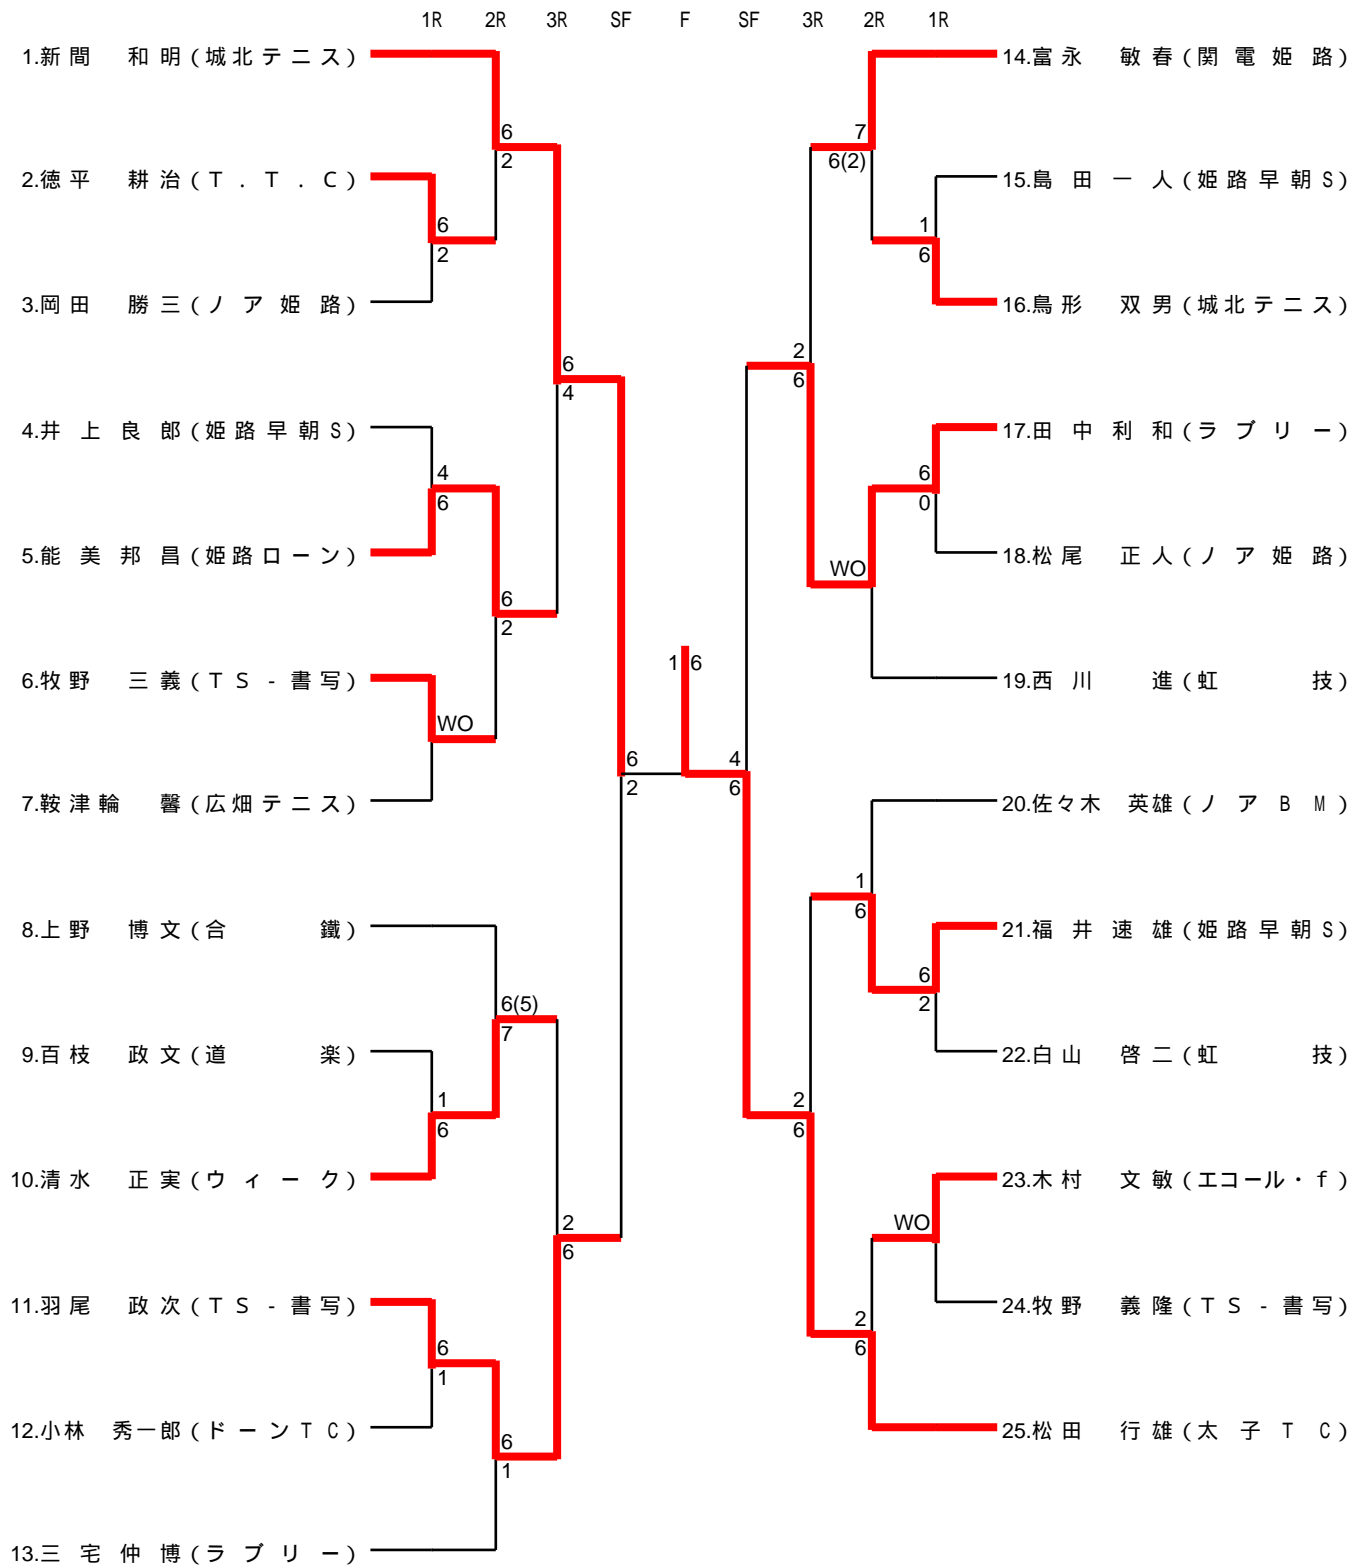 1R 2R 3R SF F SF 3R 2R 1R
1.新間 和明(城北テニス)
6
2
2.徳平 耕治(T.T.C)
6
2
3.岡田 勝三(ノア姫路)
6
4
4.井上良郎(姫路早朝S)
4
6
5.能美邦昌(姫路ローン)
6
2
6.牧野 三義(TS-書写)
WO
7.鞍津輪 馨(広畑テニス)
6
2
8.上野 博文(合 鐵)
6(5)
7
9.百枝 政文(道 楽)
1
6
10.清水 正実(ウィーク)
2
6
11.羽尾 政次(TS-書写)
6
1
12.小林 秀一郎(ドーンTC)
6
1
13.三宅仲博(ラブリー)
1 6
14.富永 敏春(関電姫路)
7
6(2)
15.島田一人(姫路早朝S)
1
6
16.鳥形 双男(城北テニス)
2
6
17.田中利和(ラブリー)
6
0
18.松尾 正人(ノア姫路)
WO
19.西川 進(虹 技)
4
6
20.佐々木 英雄(ノアBM)
1
6
21.福井速雄(姫路早朝S)
6
2
22.白山 啓二(虹 技)
2
6
23.木村 文敏(エコール・f)
WO
24.牧野 義隆(TS-書写)
2
6
25.松田 行雄(太子TC)